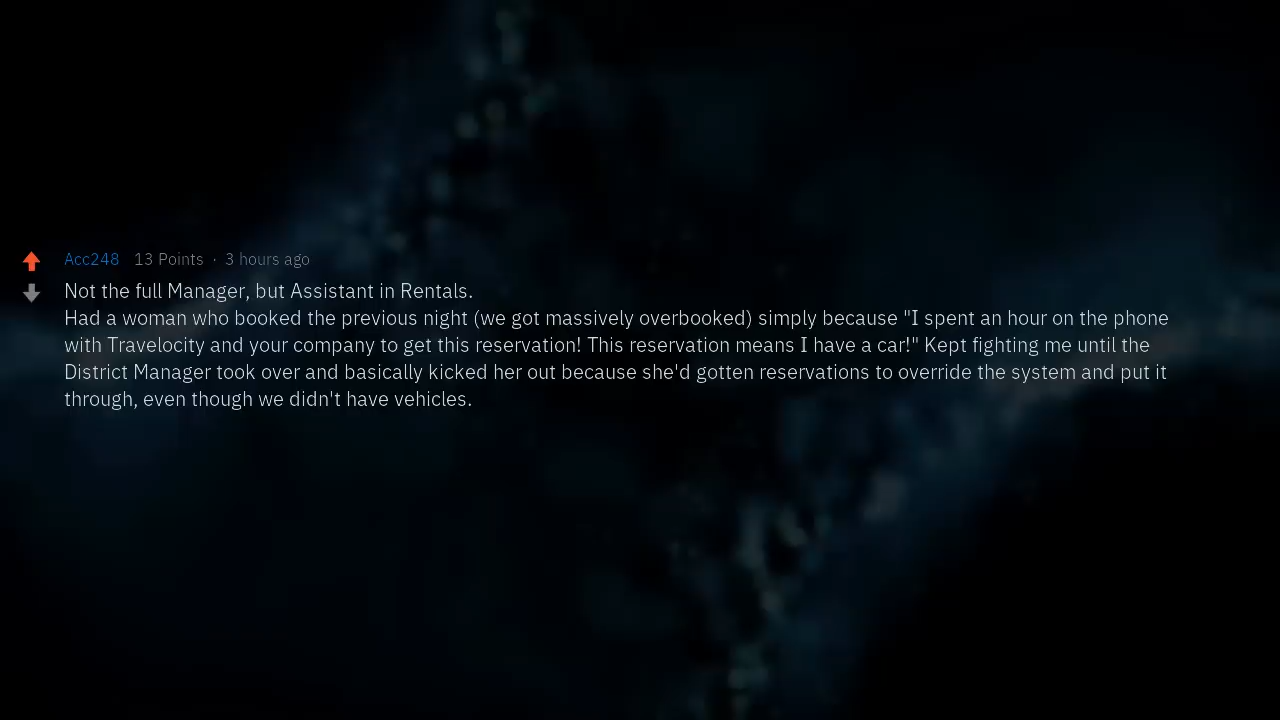 Acc248 13 Points · 3 hours ago
Not the full Manager, but Assistant in Rentals.
Had a woman who booked the previous night (we got massively overbooked) simply because "I spent an hour on the phone
with Travelocity and your company to get this reservation! This reservation means I have a car!" Kept fighting me until the
District Manager took over and basically kicked her out because she'd gotten reservations to override the system and put it
through, even though we didn't have vehicles.